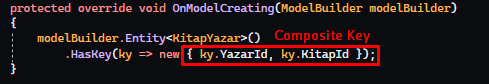 protected override void OnModelCreating(ModelBuilder modelBuilder)
{
modelBuilder.Entity<KitapYazar>() Composite Key
.HasKey(ky => new { ky.YazarId, ky.KitapId });
}